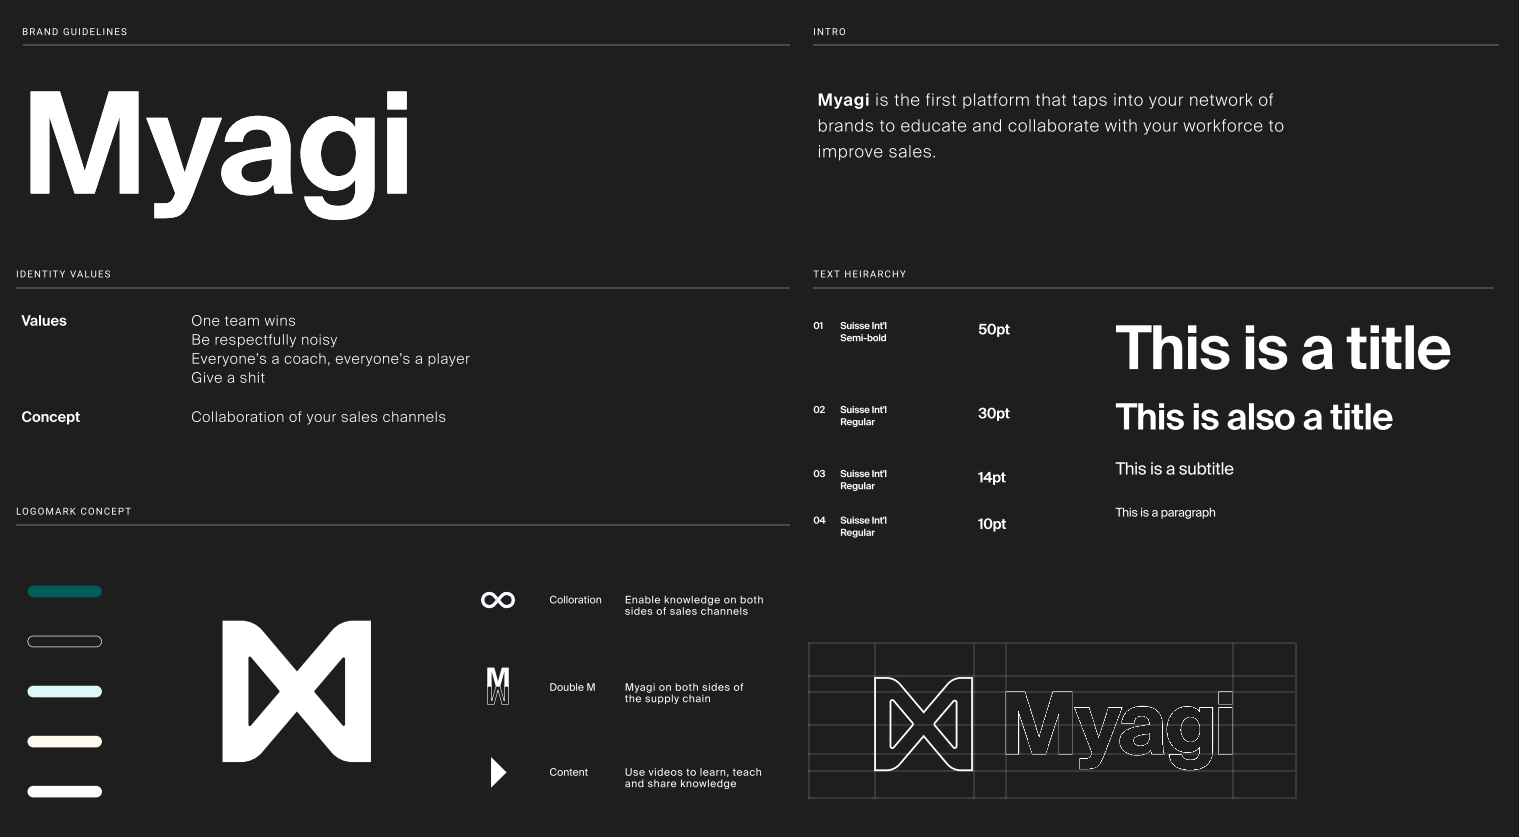 BRAND GUIDELINES
Myagi
INTRO
Myagi is the first platform that taps into your network of
brands to educate and collaborate with your workforce to
improve sales.
IDENTITY VALUES
Values
One team wins
Be respectfully noisy
Everyone's a coach, everyone's a player
Give a shit
Concept
Collaboration of your sales channels
TEXT HEIRARCHY
01
Suisse Int'l
Semi-bold
50pt
This is a title
02
Suisse Int'l
Regular
30pt
This is also a title
03
Suisse Int'l
Regular
14pt
This is a subtitle
04
Suisse Int'l
Regular
10pt
This is a paragraph
LOGOMARK CONCEPT
Colloration
Enable knowledge on both
sides of sales channels
M
M
Double M
Myagi on both sides of
the supply chain
Content
Use videos to learn, teach
and share knowledge
Myagi